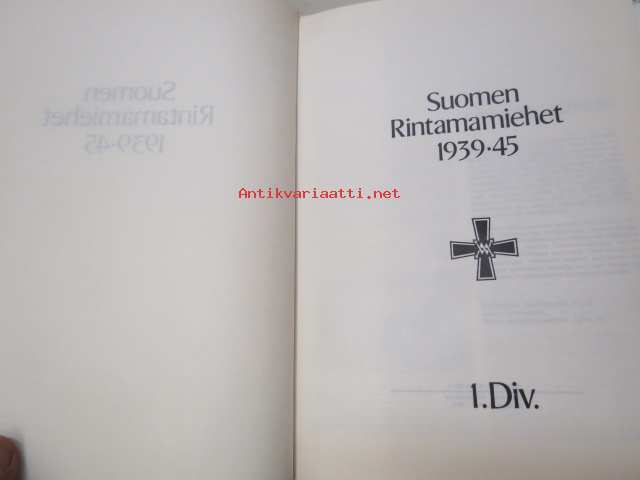 Suomen
Rintamamiehet
1939·45
Antikvariaatti.net
1.Div.